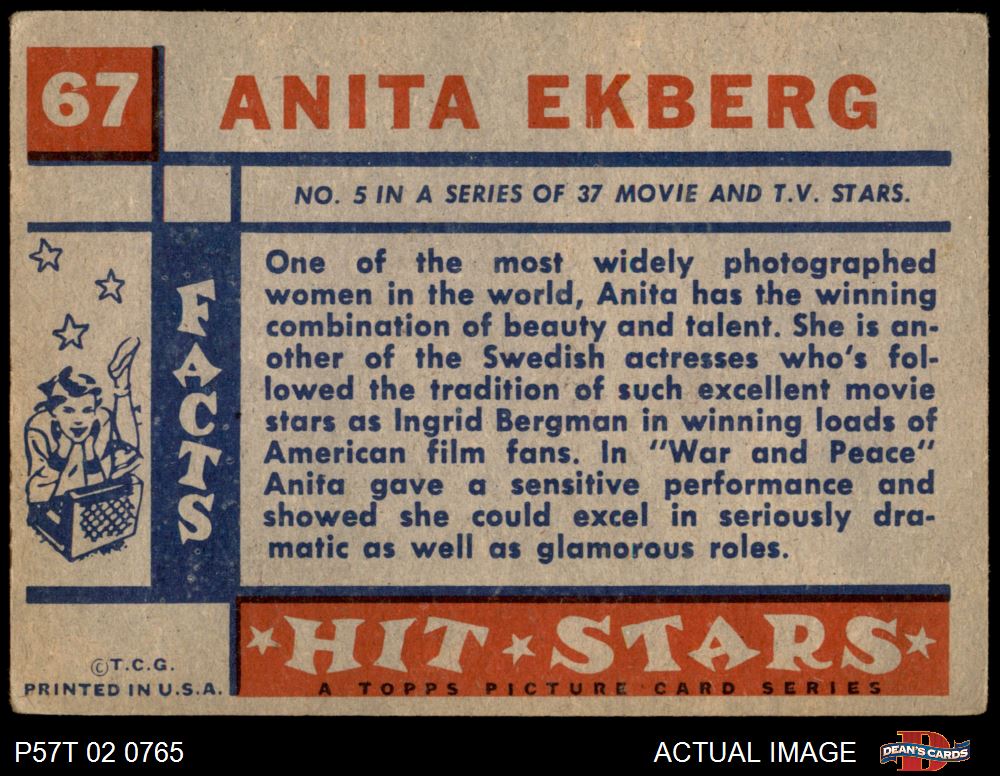 67
ANITA EKBERG
NO. 5 IN A SERIES OF 37 MOVIE AND T.V. STARS.
FACTS
One of the most widely photographed
women in the world, Anita has the winning
combination of beauty and talent. She is an-
other of the Swedish actresses who's fol-
lowed the tradition of such excellent movie
stars as Ingrid Bergman in winning loads of
American film fans. In "War and Peace"
Anita gave a sensitive performance and
showed she could excel in seriously dra-
matic as well as glamorous roles.
©T.C.G.
PRINTED IN U.S.A.
HIT STARS
A TOPPS PICTURE CARD SERIES
P57T 02 0765
ACTUAL IMAGE
D
DEAN'S CARDS